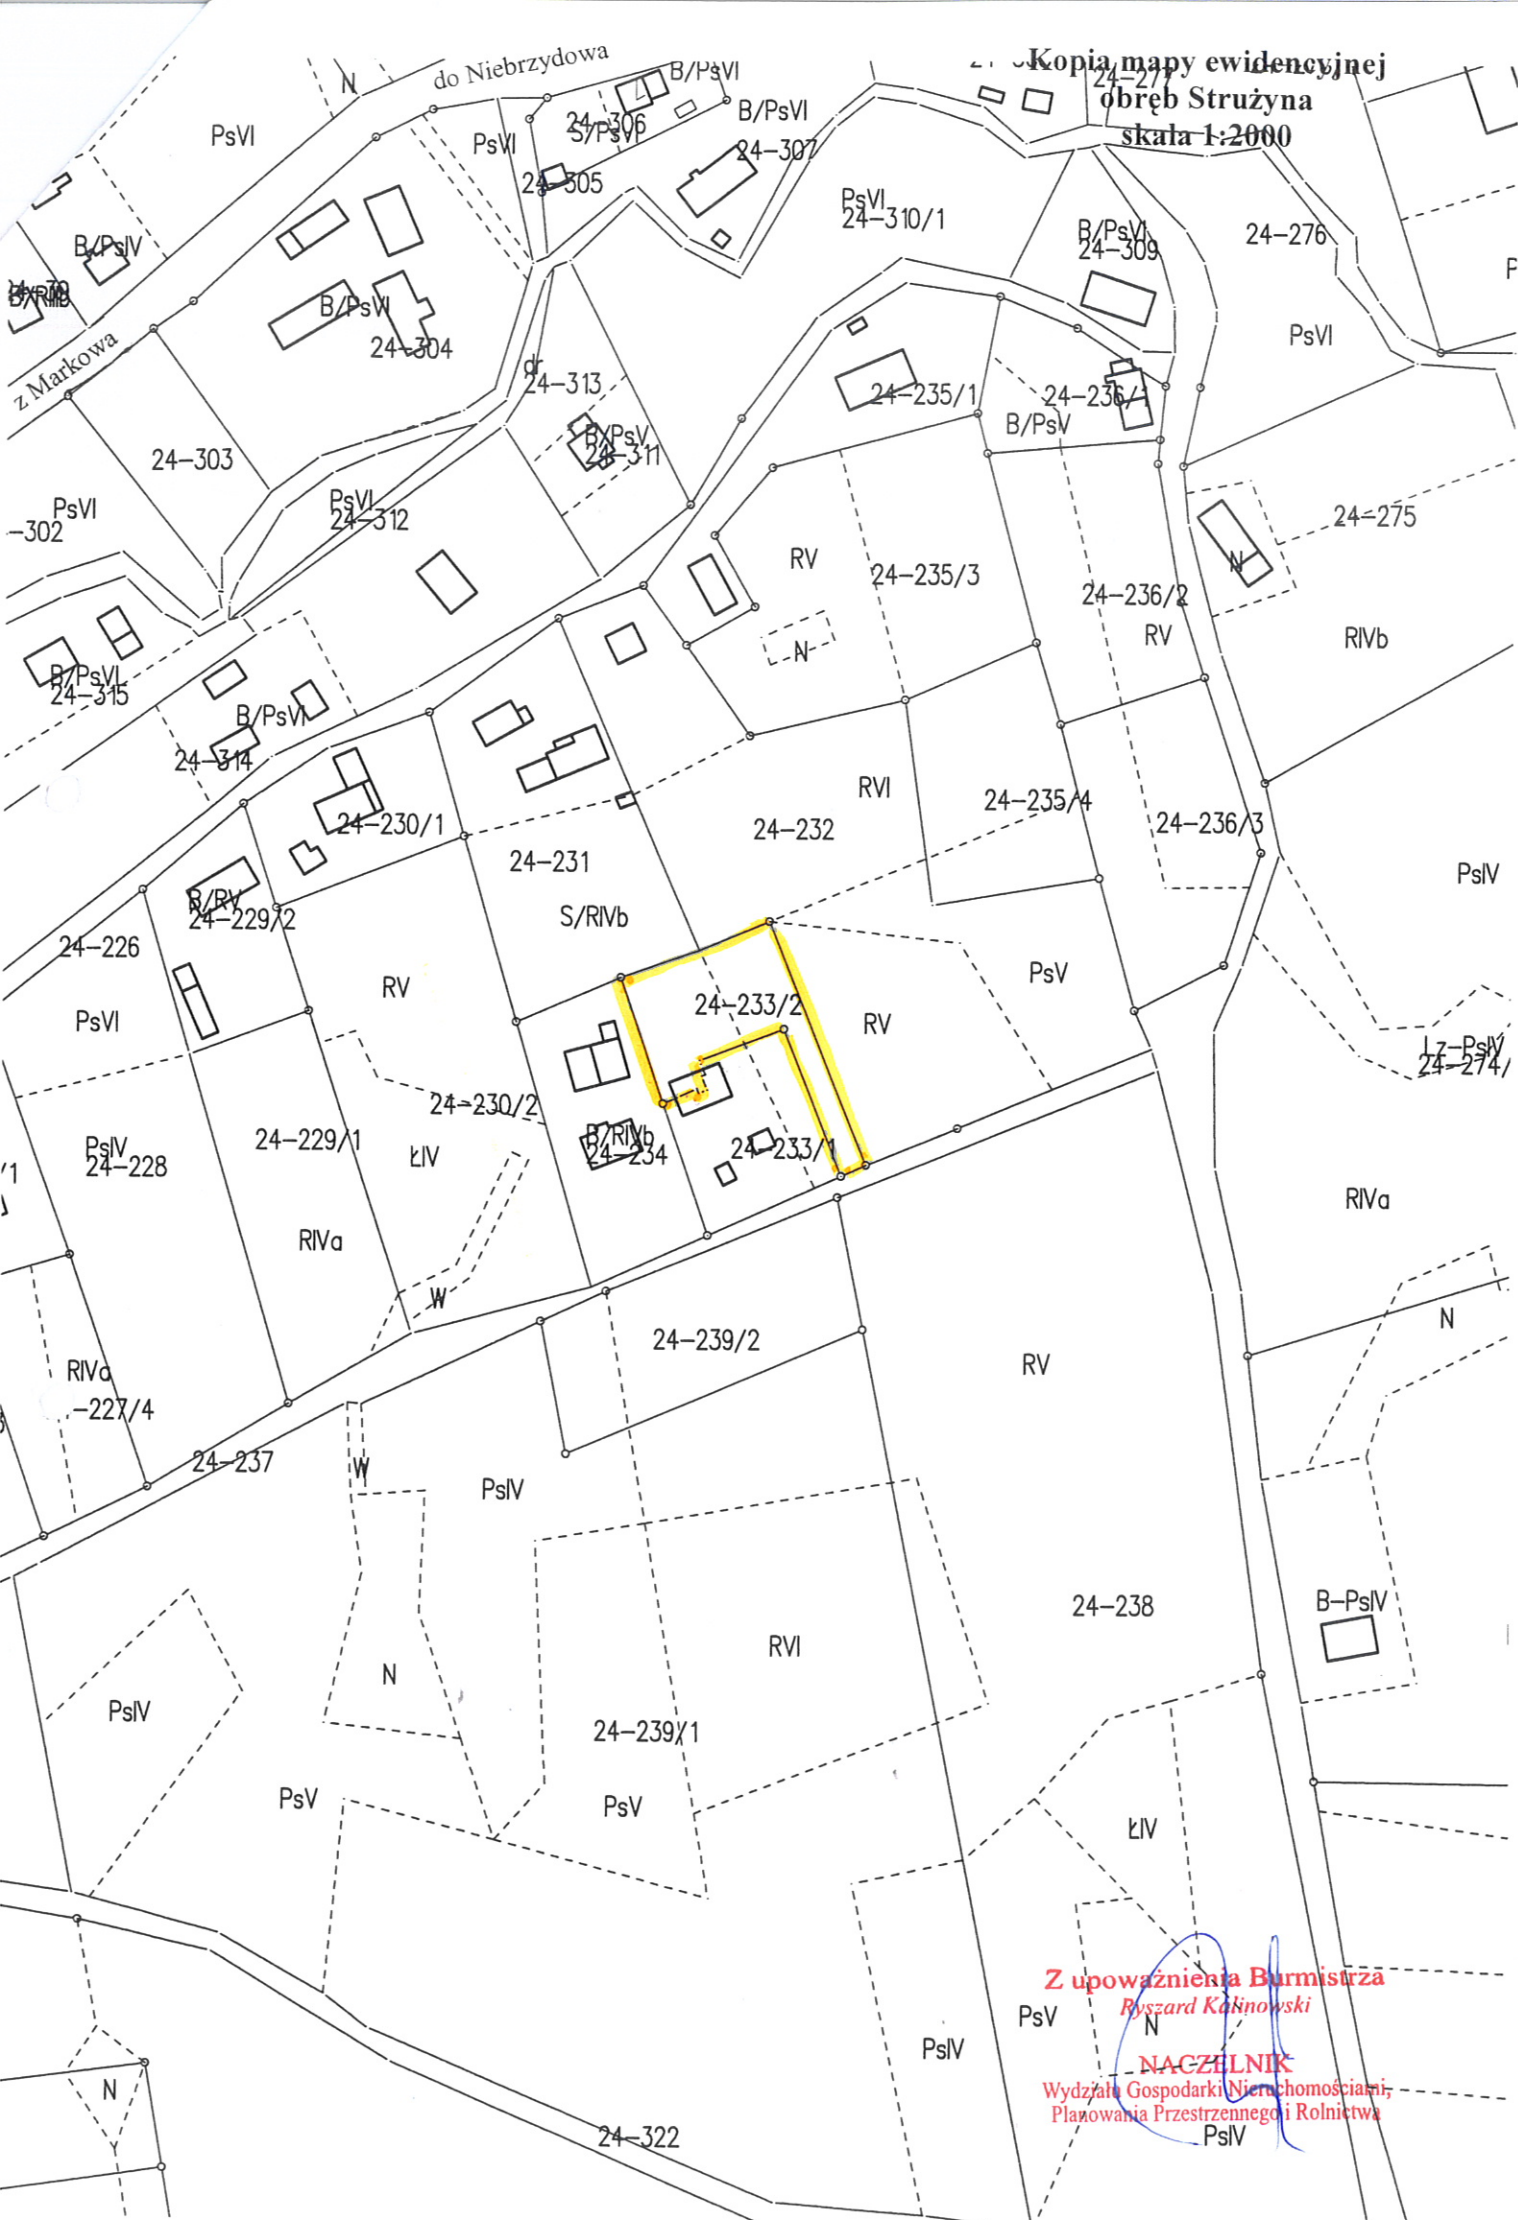 Kopia mapy ewidencyjnej
obręb Strużyna
skala 1:2000
do Niebrzydowa
z Markowa
N
PsVI
PsVI
B/PsVI
24-306
S/PsVI
B/PsVI
24-307
24-305
24-277
PsVI
24-310/1
B/PsVI
24-309
24-276
PsVI
B/PsIV
B/PsVI
24-304
dr
24-313
B/PsV
24-311
24-235/1
24-236/1
B/PsV
24-303
PsVI
-302
PsVI
24-312
24-275
N
RV
24-235/3
24-236/2
RV
RIVb
N
B/PsVI
24-315
B/PsVI
24-314
RVI
24-235/4
24-236/3
24-230/1
24-232
24-231
PsIV
B/RV
24-229/2
S/RIVb
24-226
RV
PsV
24-233/2
RV
PsVI
Lz-PsIV
24-274/
24-230/2
B/RIVb
24-234
24-233/1
PsIV
24-228
24-229/1
ŁIV
/1
RIVa
RIVa
W
N
24-239/2
RV
RIVa
-227/4
24-237
W
PsIV
24-238
B-PsIV
RVI
N
PsIV
24-239/1
PsV
PsV
ŁIV
Z upoważnienia Burmistrza
Ryszard Kalinowski
PsV
N
PsIV
NACZELNIK
Wydziału Gospodarki Nieruchomościami,
Planowania Przestrzennego i Rolnictwa
PsIV
N
24-322